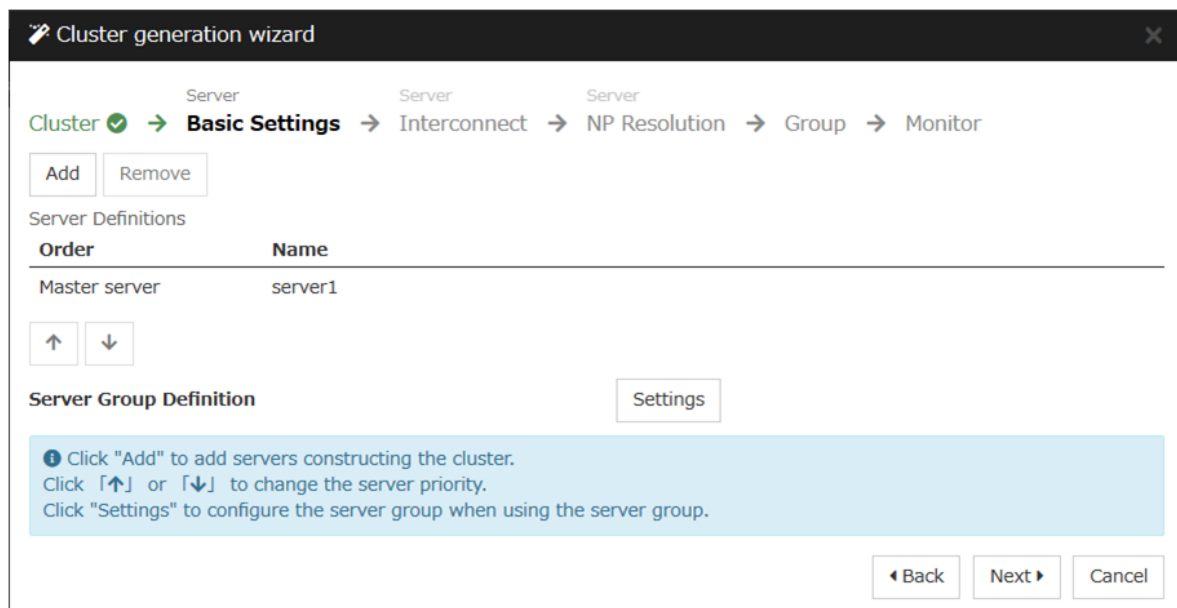 Cluster generation wizard
Server Server Server
Cluster → Basic Settings → Interconnect → NP Resolution → Group → Monitor
Add Remove
Server Definitions
Order Name
Master server server1
↑ ↓
Server Group Definition Settings
Click "Add" to add servers constructing the cluster.
Click 「↑」 or 「↓」 to change the server priority.
Click "Settings" to configure the server group when using the server group.
Back Next Cancel